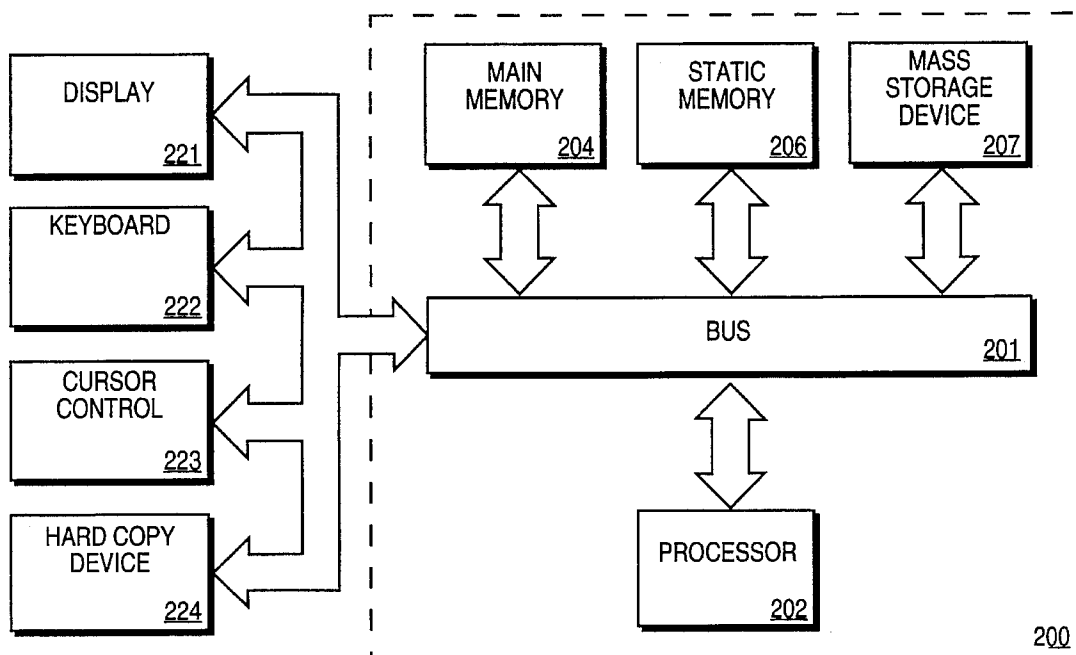 DISPLAY
221
KEYBOARD
222
CURSOR
CONTROL
223
HARD COPY
DEVICE
224
MAIN
MEMORY
204
STATIC
MEMORY
206
MASS
STORAGE
DEVICE
207
BUS
201
PROCESSOR
202
200